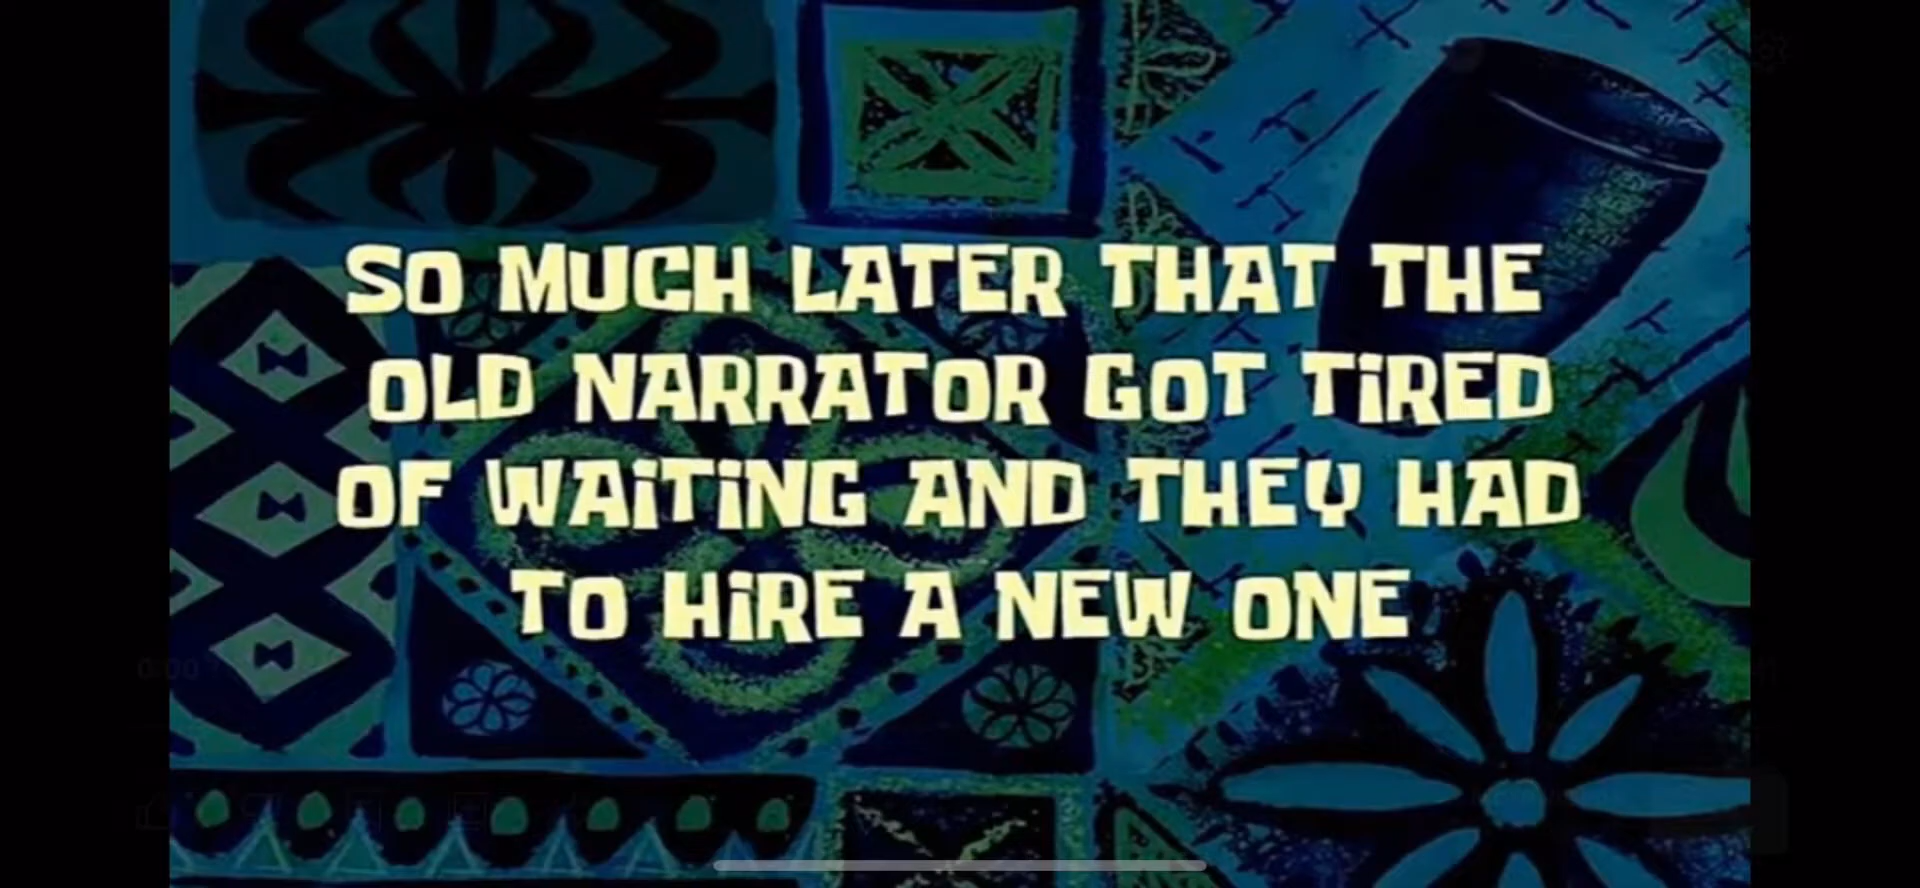 SO MUCH LATER THAT THE
OLD NARRATOR GOT TIRED
OF WAITING AND THEY HAD
TO HIRE A NEW ONE